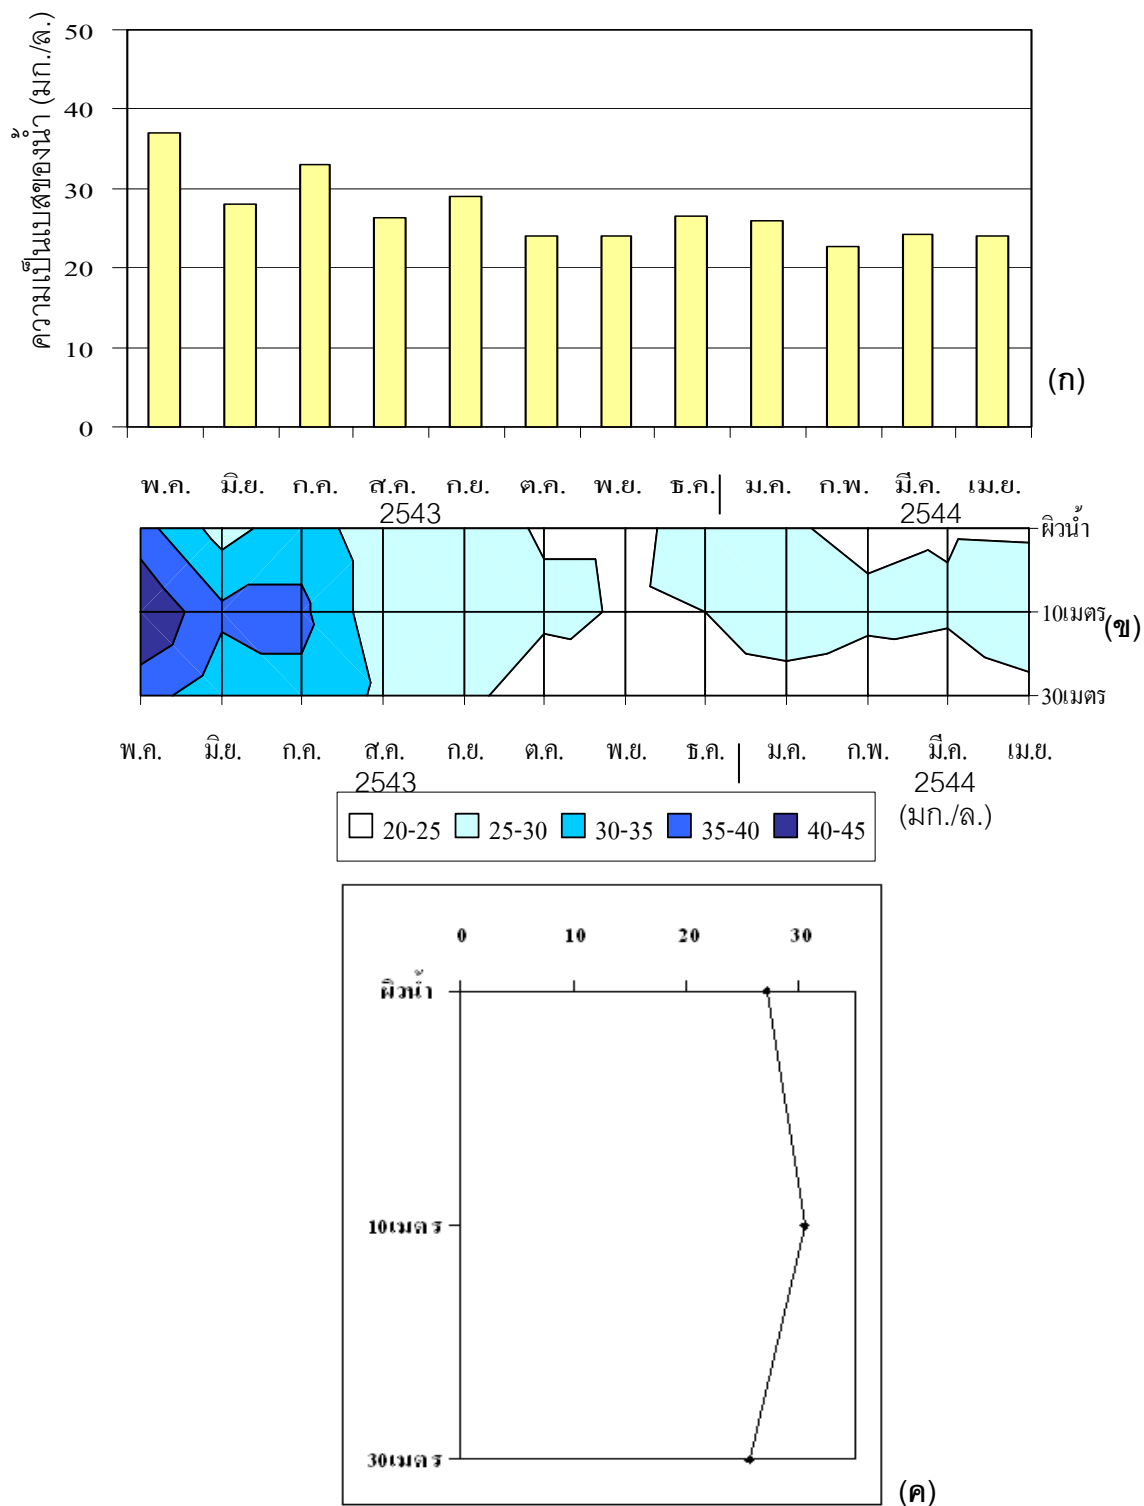 ความเป็นเบสของน้ำ (มก./ล.)
50
40
30
20
10
0
(ก)
พ.ค. มิ.ย. ก.ค. ส.ค. ก.ย. ต.ค. พ.ย. ธ.ค. ม.ค. ก.พ. มี.ค. เม.ย.
2543 2544
ผิวน้ำ
10เมตร
(ข)
30เมตร
พ.ค. มิ.ย. ก.ค. ส.ค. ก.ย. ต.ค. พ.ย. ธ.ค. ม.ค. ก.พ. มี.ค. เม.ย.
2543 2544
20-25 25-30 30-35 35-40 40-45 (มก./ล.)
0 10 20 30
ผิวน้ำ
10เมตร
30เมตร
(ค)